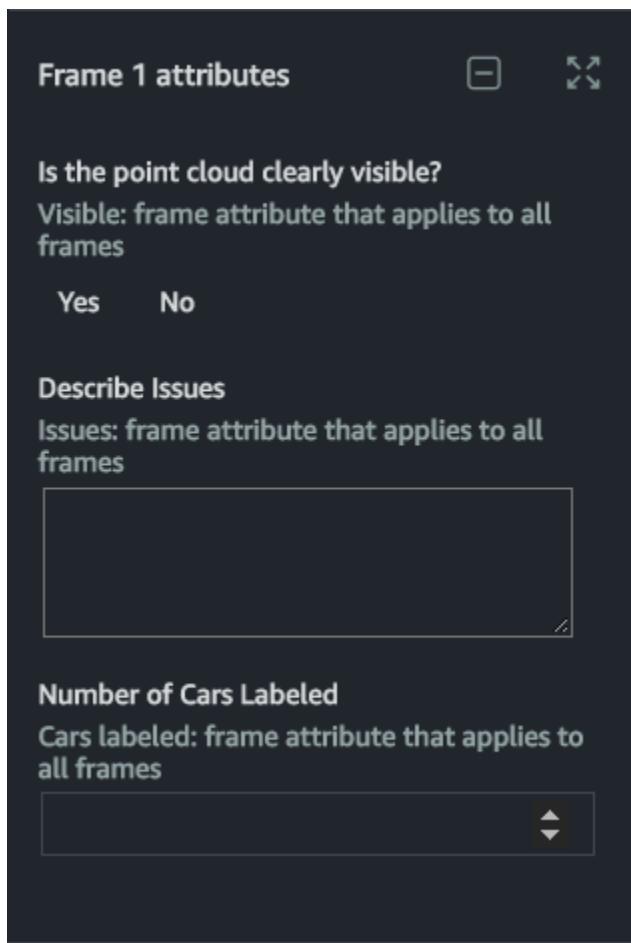 Frame 1 attributes
Is the point cloud clearly visible?
Visible: frame attribute that applies to all
frames
Yes No
Describe Issues
Issues: frame attribute that applies to all
frames
Number of Cars Labeled
Cars labeled: frame attribute that applies to
all frames